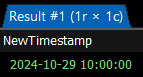 Result #1 (1r × 1c)
NewTimestamp
2024-10-29 10:00:00